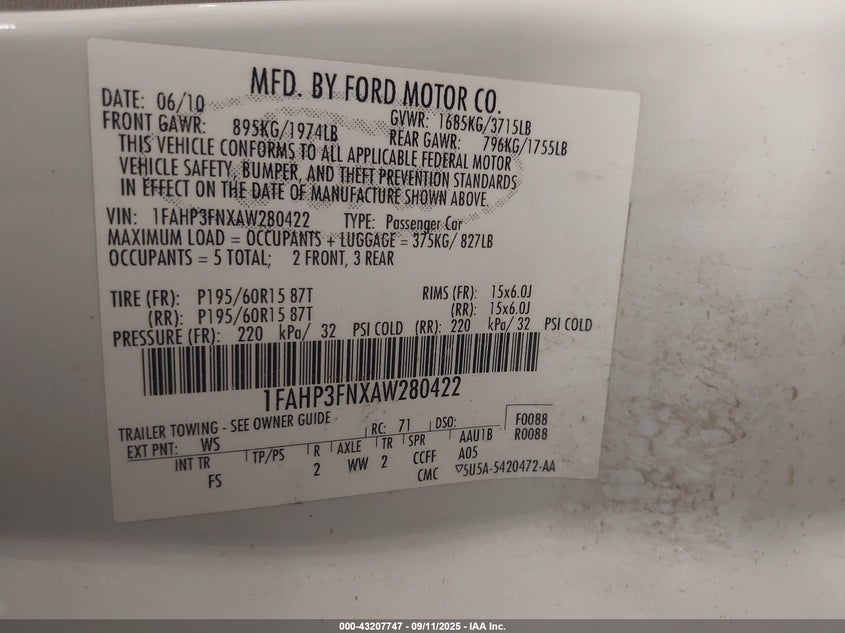 MFD. BY FORD MOTOR CO.
DATE: 06/10 GVWR: 1685KG/3715LB
FRONT GAWR: 895KG/1974LB REAR GAWR: 796KG/1755LB
THIS VEHICLE CONFORMS TO ALL APPLICABLE FEDERAL MOTOR
VEHICLE SAFETY, BUMPER, AND THEFT PREVENTION STANDARDS
IN EFFECT ON THE DATE OF MANUFACTURE SHOWN ABOVE.
VIN: 1FAHP3FNXAW280422 TYPE: Passenger Car
MAXIMUM LOAD = OCCUPANTS + LUGGAGE = 375KG/ 827LB
OCCUPANTS = 5 TOTAL; 2 FRONT, 3 REAR
TIRE (FR): P195/60R15 87T RIMS (FR): 15x6.0J
(RR): P195/60R15 87T (RR): 15x6.0J
PRESSURE (FR): 220 kPa/ 32 PSI COLD (RR): 220 kPa/ 32 PSI COLD
1FAHP3FNXAW280422
TRAILER TOWING - SEE OWNER GUIDE RC: 71 DSO: F0088
EXT PNT: WS R0088
INT TR TP/PS R AXLE TR SPR AAU1B
FS 2 WW 2 CCFF A05
CMC ▽5U5A-5420472-AA
000-43207747 - 09/11/2025 - IAA Inc.